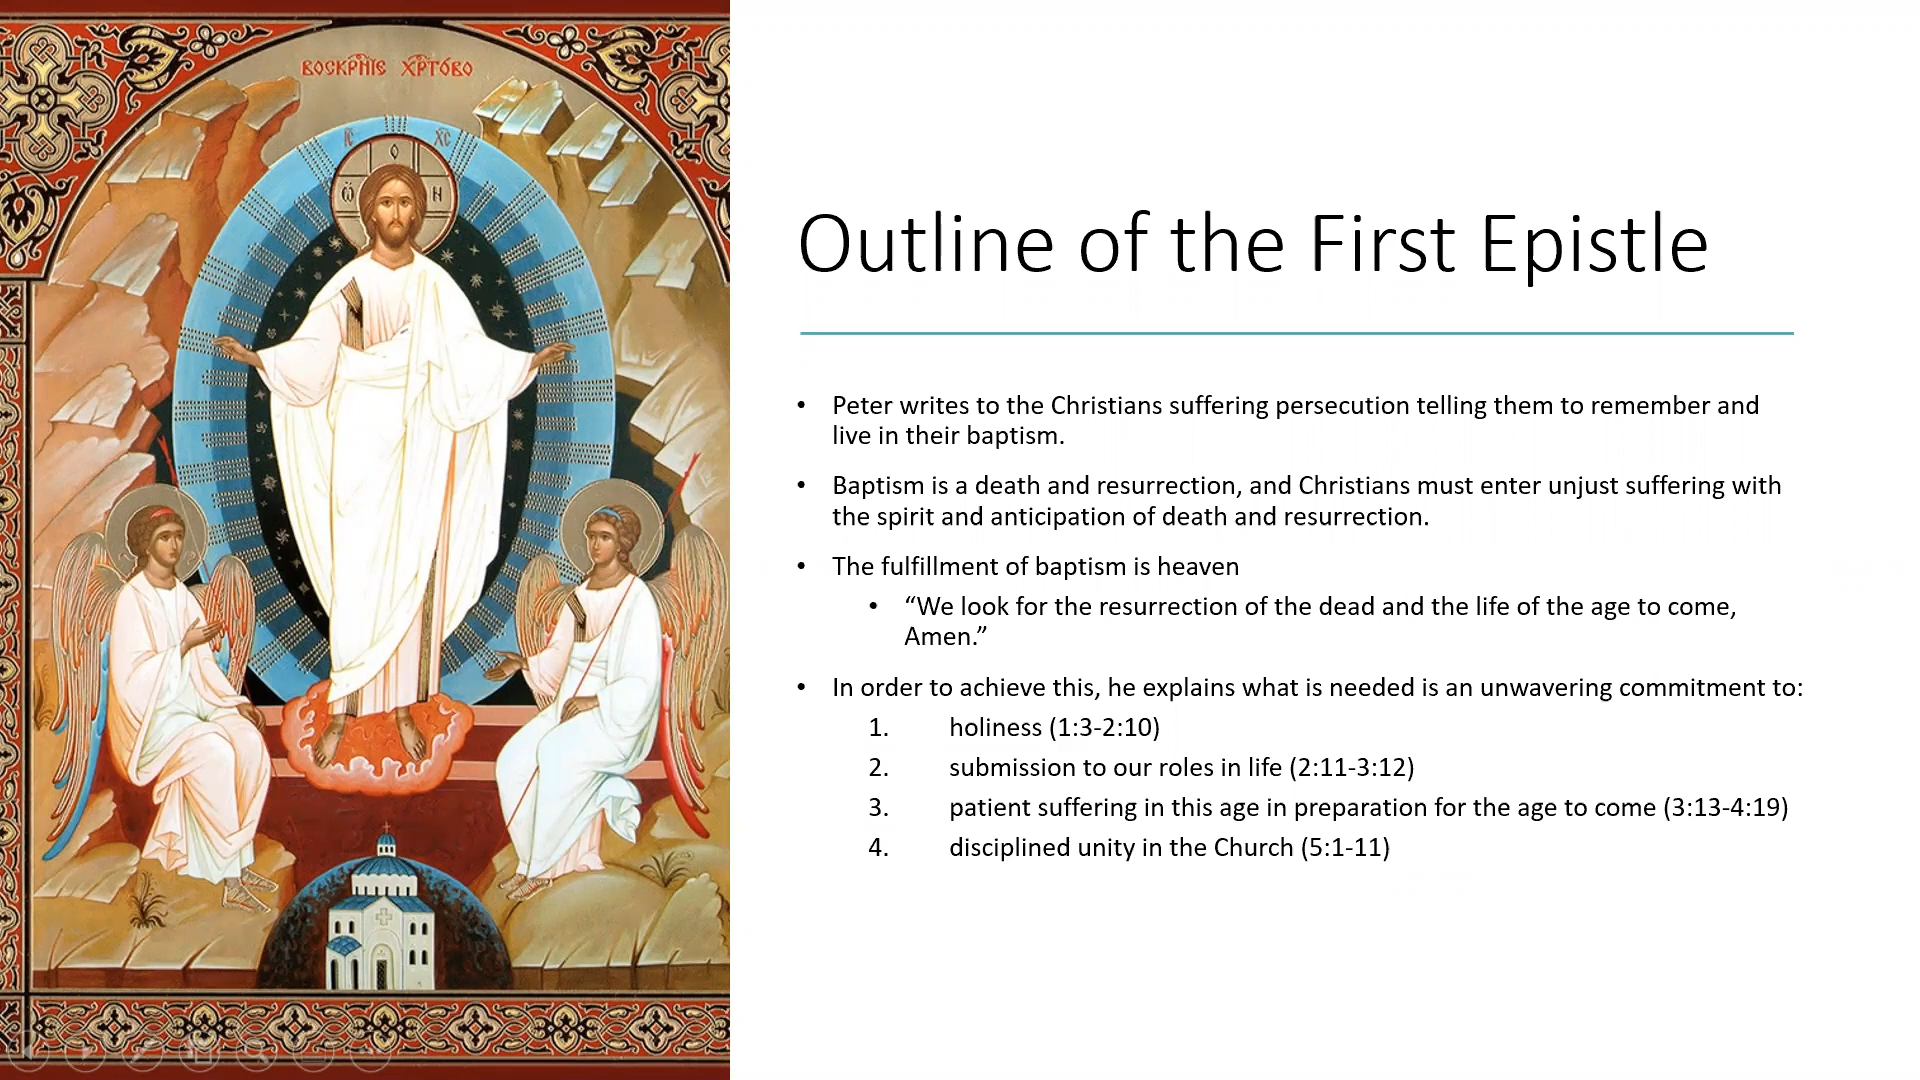 ВОСКРН҃IЕ ХР҃ТОВО
І҃С Х҃С
О
Ѡ Н
Outline of the First Epistle
• Peter writes to the Christians suffering persecution telling them to remember and
live in their baptism.
• Baptism is a death and resurrection, and Christians must enter unjust suffering with
the spirit and anticipation of death and resurrection.
• The fulfillment of baptism is heaven
• “We look for the resurrection of the dead and the life of the age to come,
Amen.”
• In order to achieve this, he explains what is needed is an unwavering commitment to:
1. holiness (1:3-2:10)
2. submission to our roles in life (2:11-3:12)
3. patient suffering in this age in preparation for the age to come (3:13-4:19)
4. disciplined unity in the Church (5:1-11)